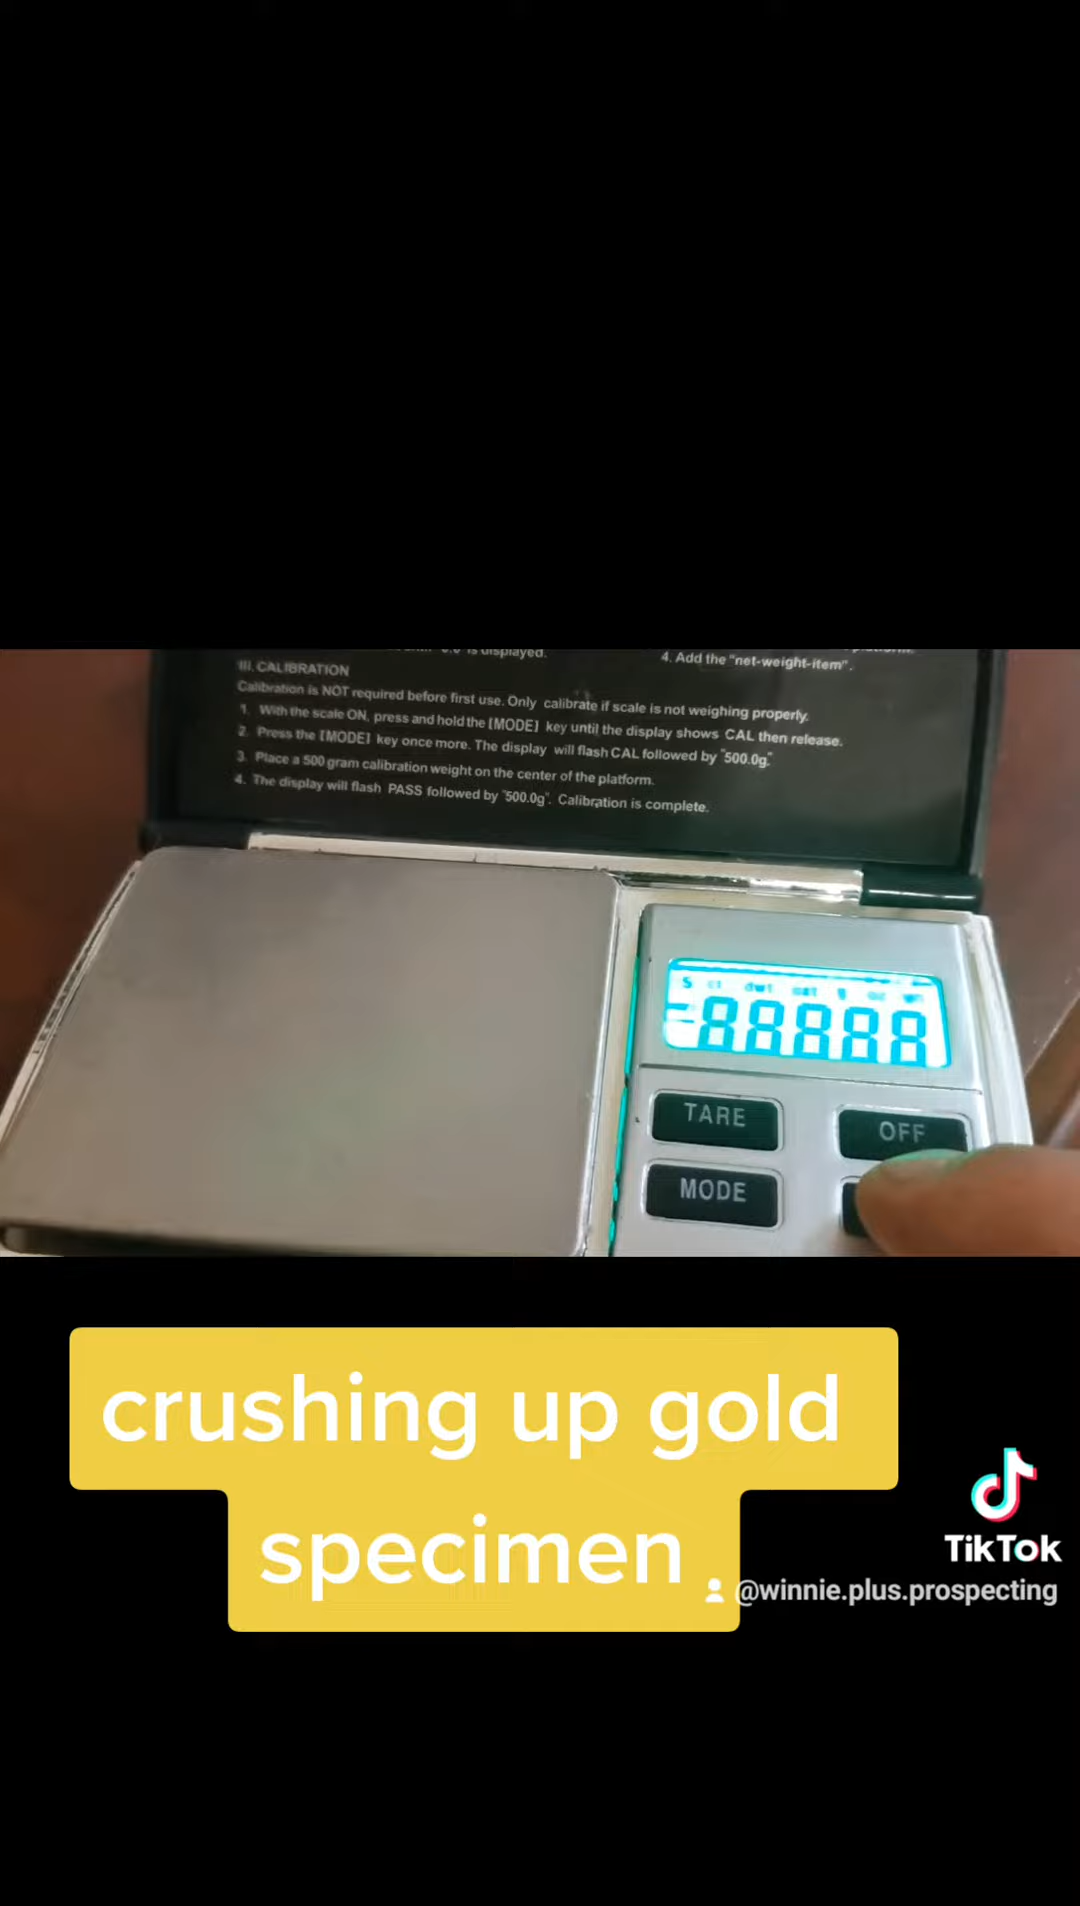 is displayed.
4. Add the "net-weight-item".
III. CALIBRATION
Calibration is NOT required before first use. Only calibrate if scale is not weighing properly.
1. With the scale ON, press and hold the [MODE] key until the display shows CAL then release.
2. Press the [MODE] key once more. The display will flash CAL followed by "500.0g".
3. Place a 500 gram calibration weight on the center of the platform.
4. The display will flash PASS followed by "500.0g". Calibration is complete.
-88888
TARE
OFF
MODE
crushing up gold
specimen
TikTok
@winnie.plus.prospecting